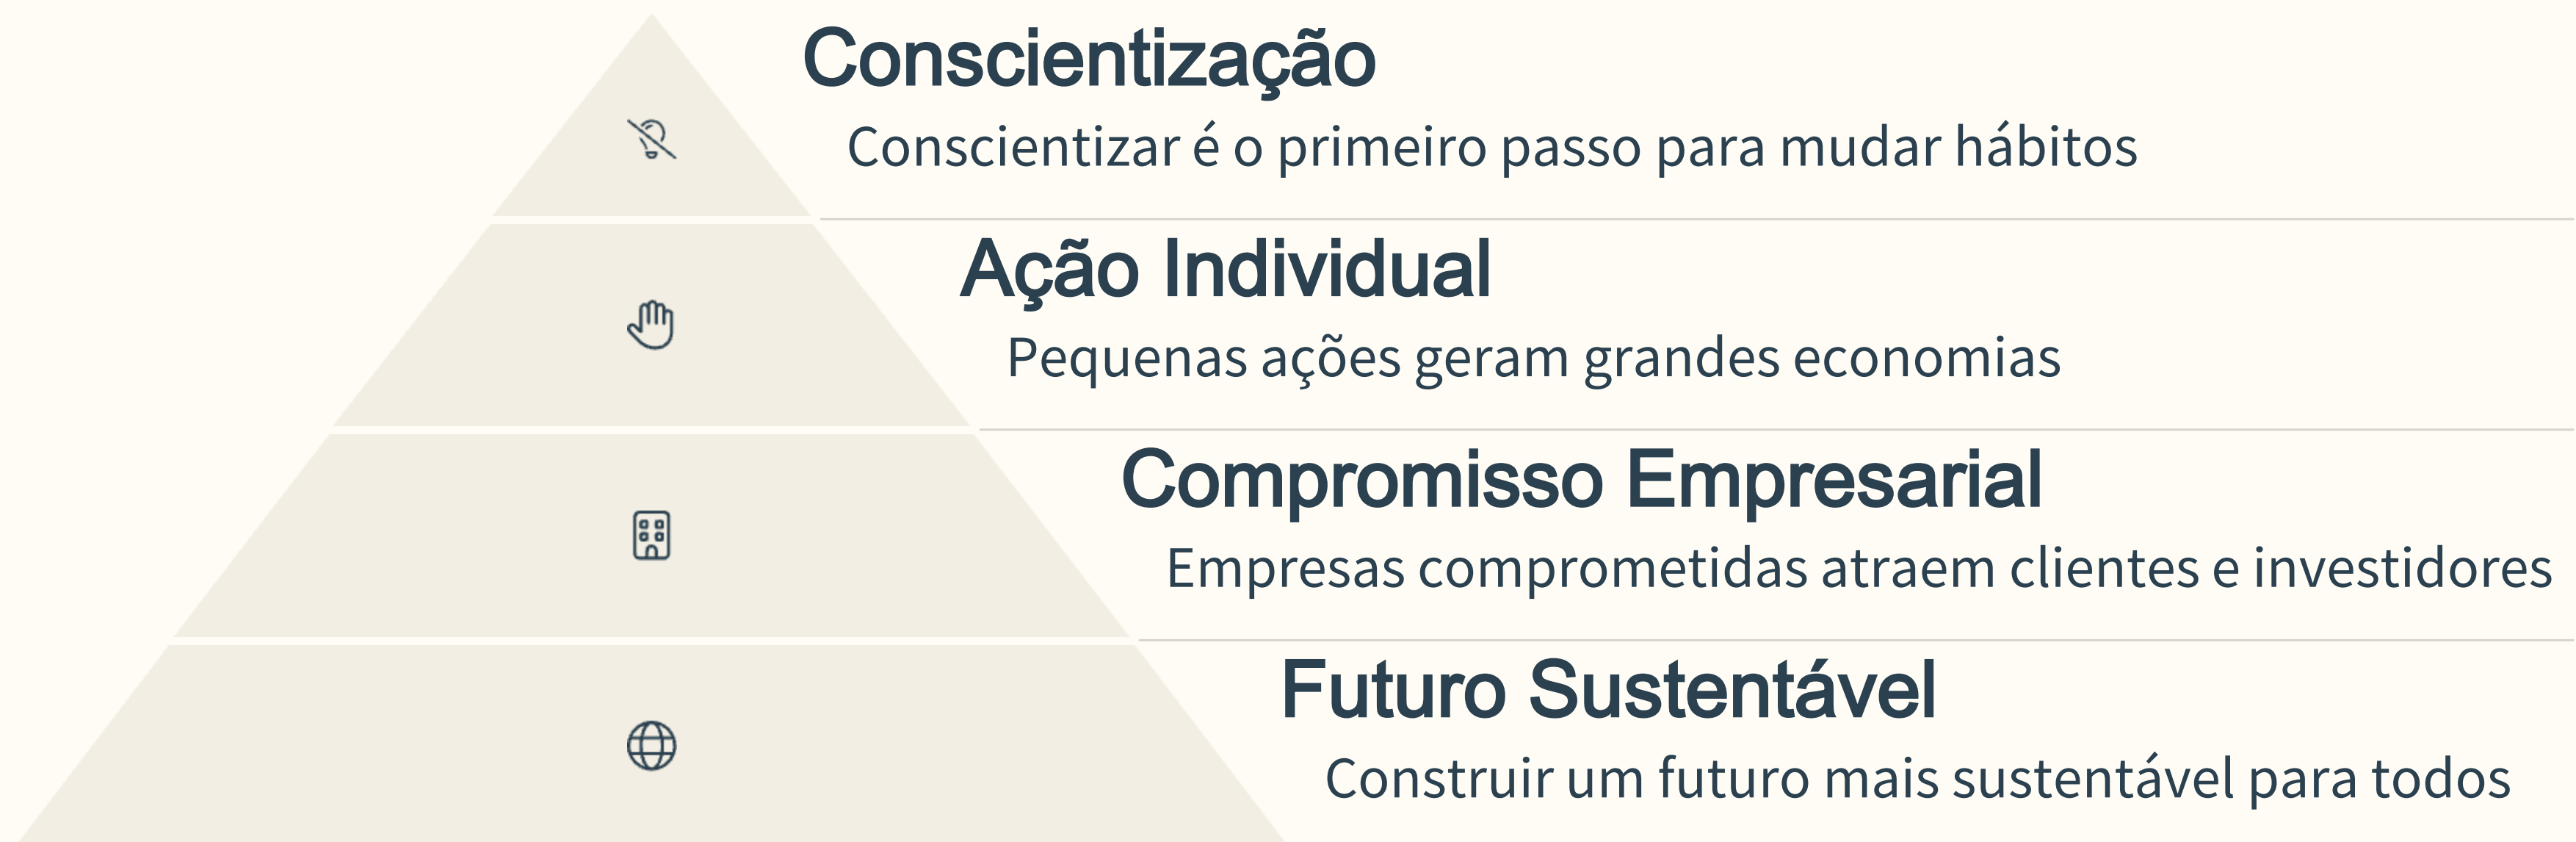 Conscientização
Conscientizar é o primeiro passo para mudar hábitos
Ação Individual
Pequenas ações geram grandes economias
Compromisso Empresarial
Empresas comprometidas atraem clientes e investidores
Futuro Sustentável
Construir um futuro mais sustentável para todos